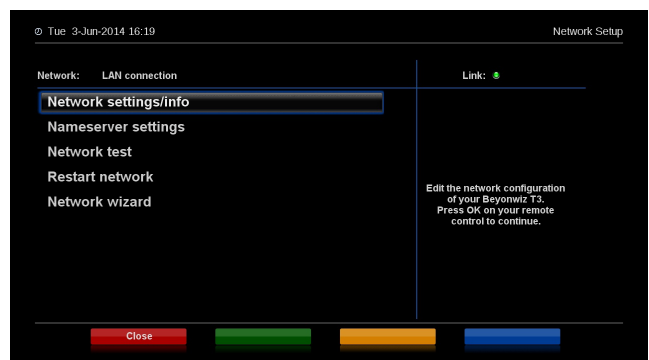 Tue 3-Jun-2014 16:19 Network Setup
Network: LAN connection Link:
Network settings/info
Nameserver settings
Network test
Restart network
Network wizard
Edit the network configuration
of your Beyonwiz T3.
Press OK on your remote
control to continue.
Close